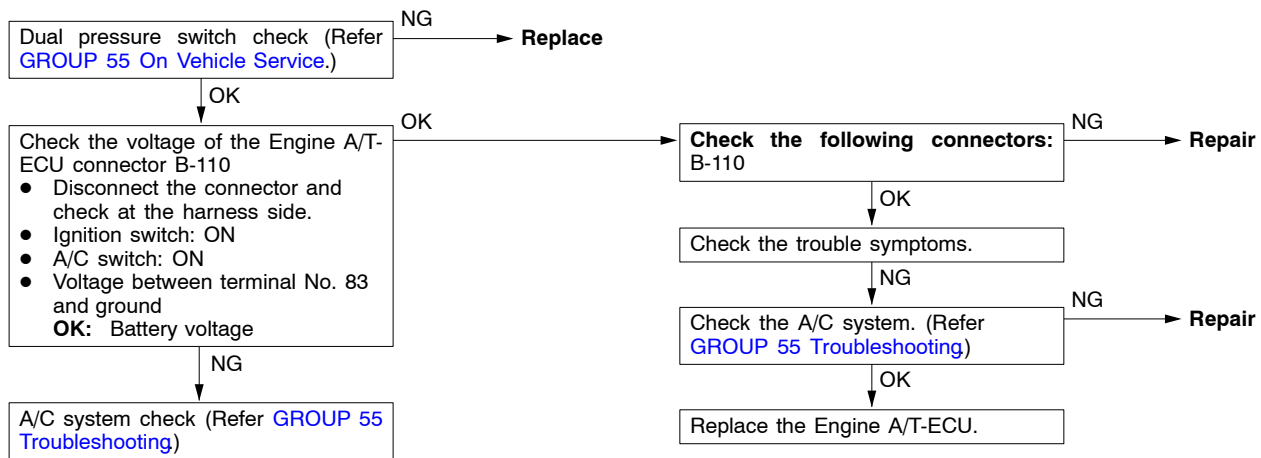 Dual pressure switch check (Refer
GROUP 55 On Vehicle Service.)
NG
Replace
OK
Check the voltage of the Engine A/T-
ECU connector B-110
● Disconnect the connector and
check at the harness side.
● Ignition switch: ON
● A/C switch: ON
● Voltage between terminal No. 83
and ground
OK: Battery voltage
NG
A/C system check (Refer GROUP 55
Troubleshooting.)
OK
Check the following connectors:
B-110
NG
Repair
OK
Check the trouble symptoms.
NG
Check the A/C system. (Refer
GROUP 55 Troubleshooting.)
NG
Repair
OK
Replace the Engine A/T-ECU.